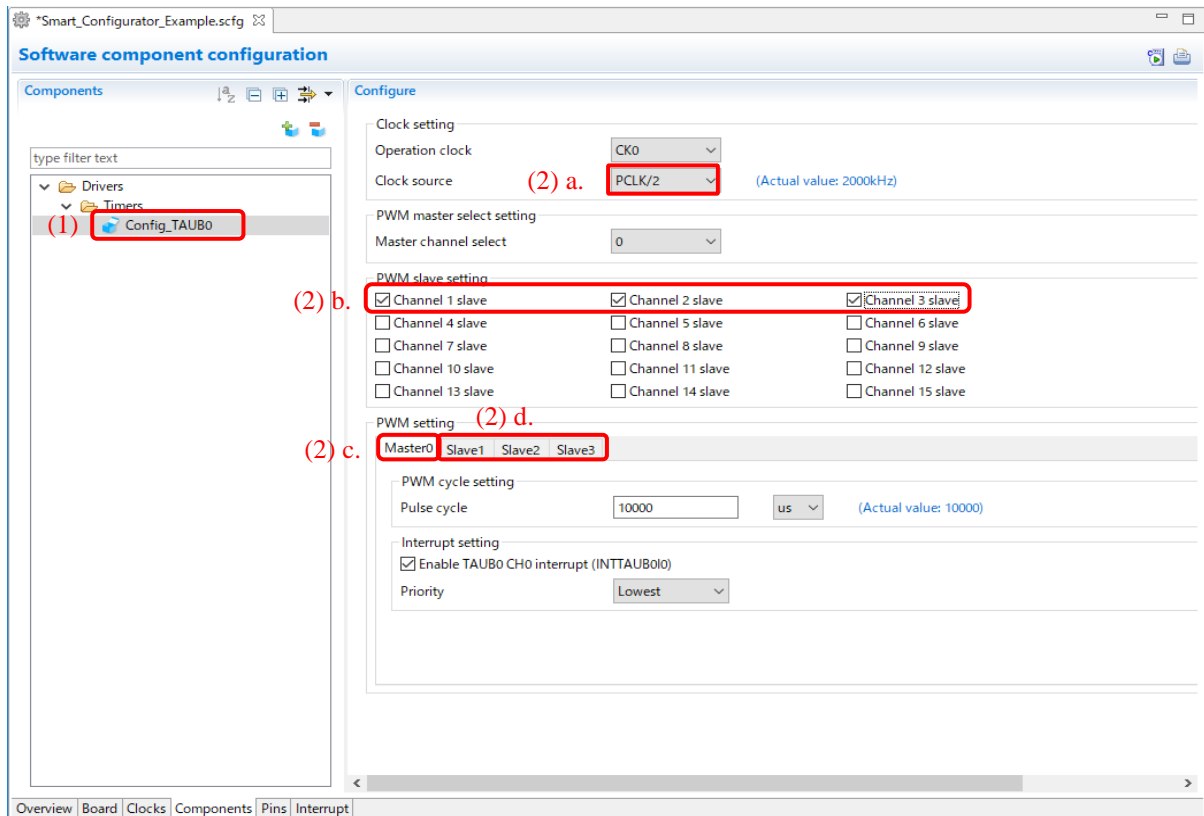 *Smart_Configurator_Example.scfg
Software component configuration
Components
Configure
type filter text
Drivers
Timers
(1) Config_TAUB0
Clock setting
Operation clock CK0
Clock source (2) a. PCLK/2 (Actual value: 2000kHz)
PWM master select setting
Master channel select 0
PWM slave setting
(2) b. Channel 1 slave Channel 2 slave Channel 3 slave
Channel 4 slave Channel 5 slave Channel 6 slave
Channel 7 slave Channel 8 slave Channel 9 slave
Channel 10 slave Channel 11 slave Channel 12 slave
Channel 13 slave Channel 14 slave Channel 15 slave
PWM setting (2) d.
(2) c. Master0 Slave1 Slave2 Slave3
PWM cycle setting
Pulse cycle 10000 us (Actual value: 10000)
Interrupt setting
Enable TAUB0 CH0 interrupt (INTTAUB0I0)
Priority Lowest
Overview Board Clocks Components Pins Interrupt